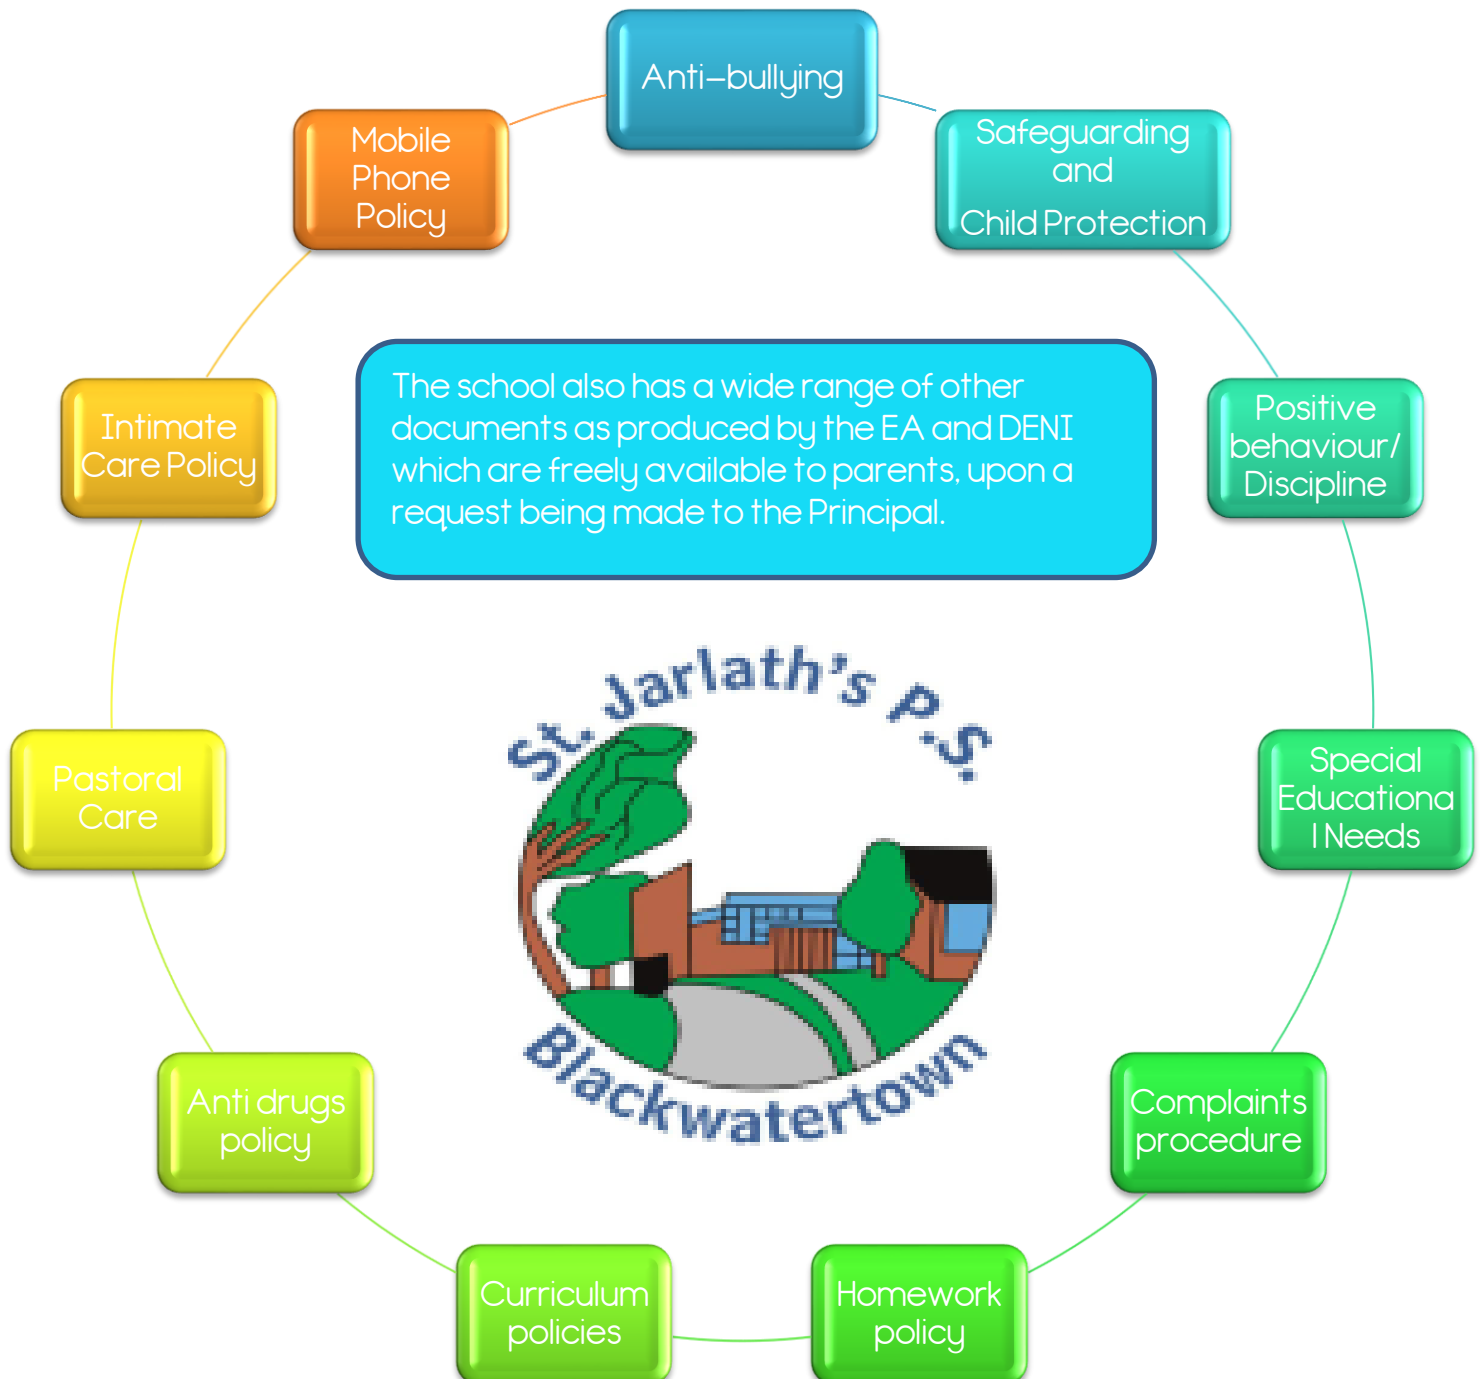 Anti-bullying
Safeguarding
and
Child Protection
Positive
behaviour/
Discipline
Special
Educationa
l Needs
Complaints
procedure
Homework
policy
Curriculum
policies
Anti drugs
policy
Pastoral
Care
Intimate
Care Policy
Mobile
Phone
Policy
The school also has a wide range of other
documents as produced by the EA and DENI
which are freely available to parents, upon a
request being made to the Principal.
St. Jarlath's P.S.
Blackwatertown